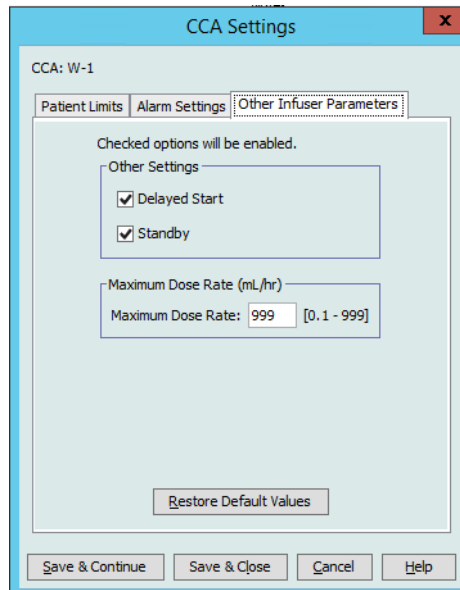 CCA Settings
x
CCA: W-1
Patient Limits Alarm Settings Other Infuser Parameters
Checked options will be enabled.
Other Settings
Delayed Start
Standby
Maximum Dose Rate (mL/hr)
Maximum Dose Rate: 999 [0.1 - 999]
Restore Default Values
Save & Continue Save & Close Cancel Help